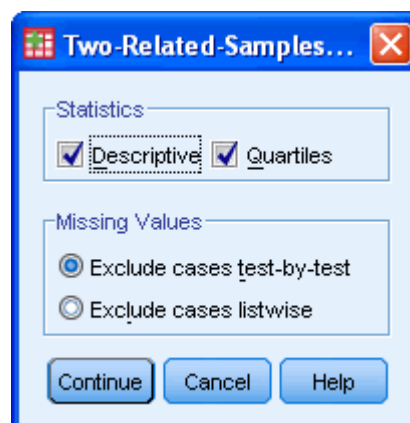 Two-Related-Samples...
Statistics
Descriptive Quartiles
Missing Values
Exclude cases test-by-test
Exclude cases listwise
Continue Cancel Help